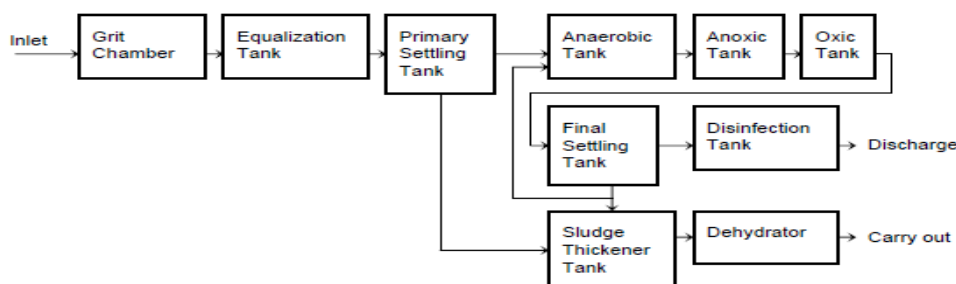 Inlet
Grit
Chamber
Equalization
Tank
Primary
Settling
Tank
Anaerobic
Tank
Anoxic
Tank
Oxic
Tank
Final
Settling
Tank
Disinfection
Tank
Discharge
Sludge
Thickener
Tank
Dehydrator
Carry out